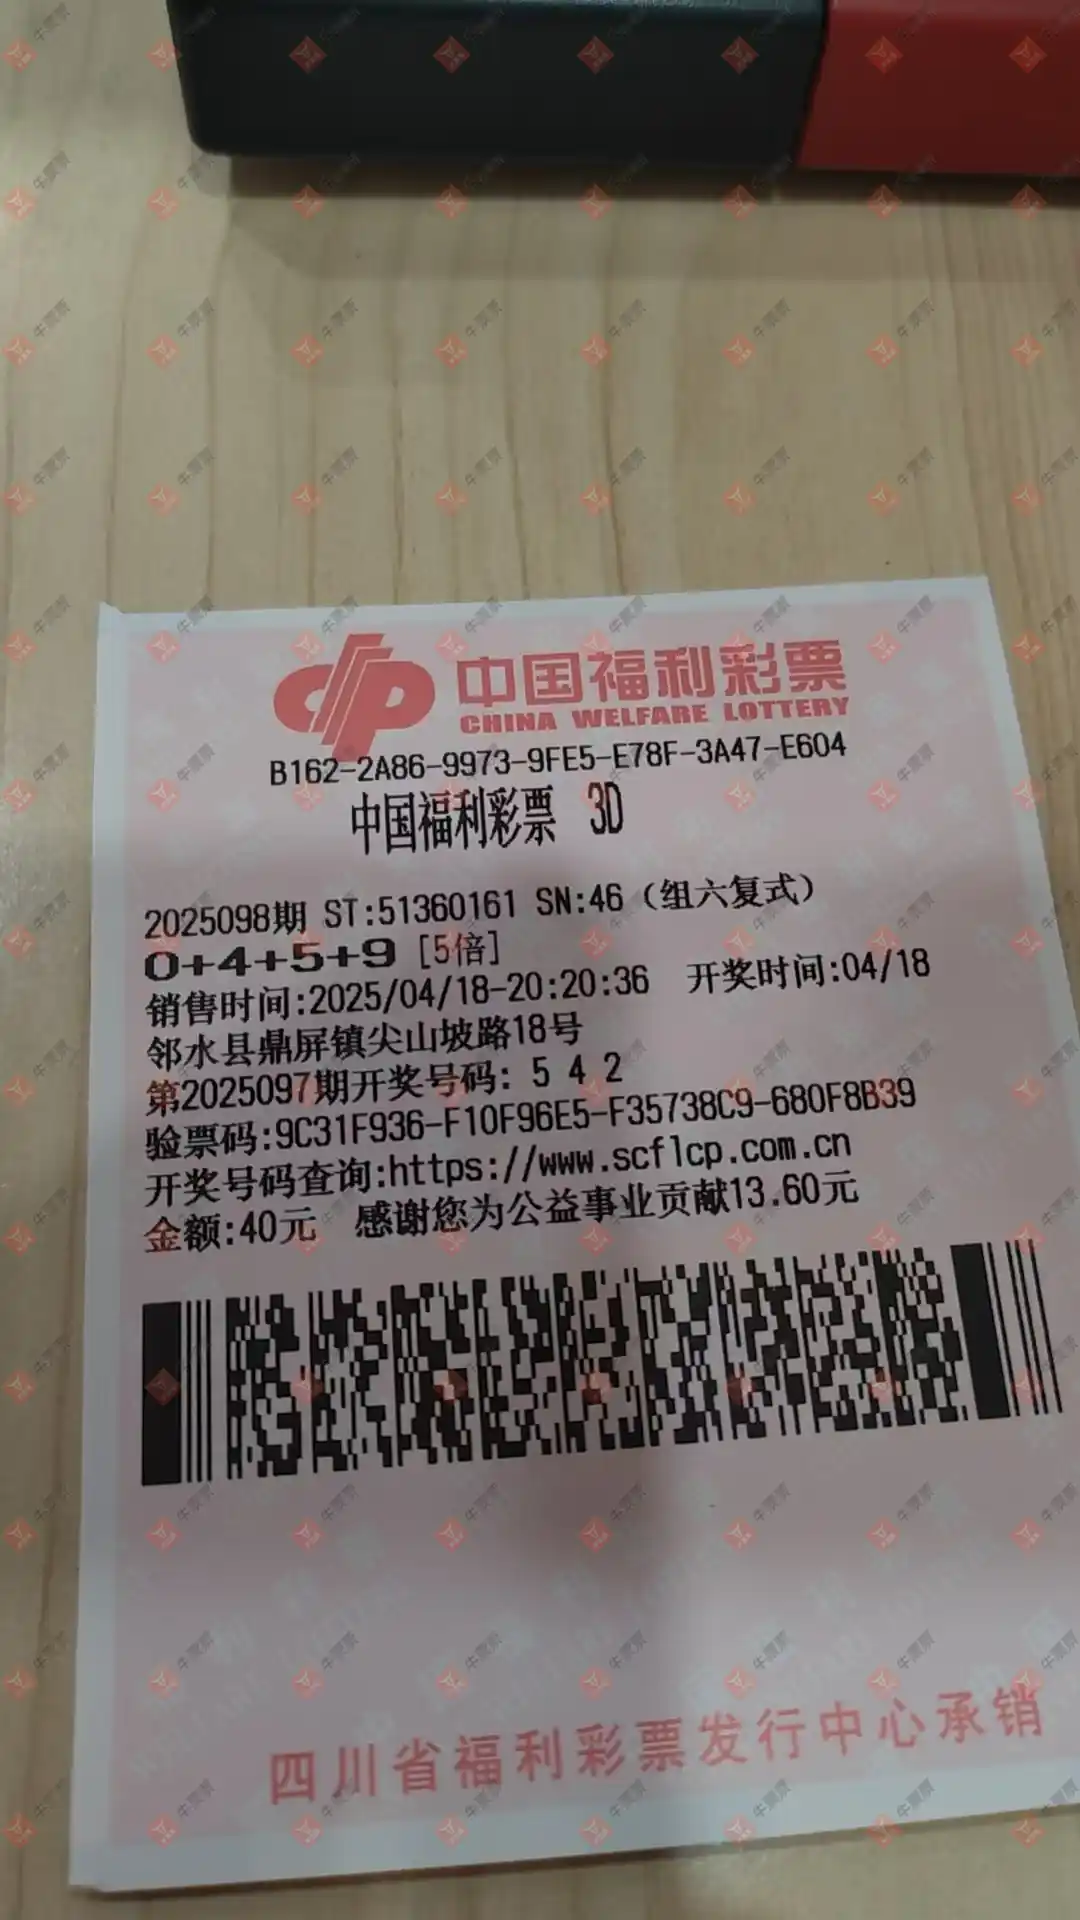 中国福利彩票
CHINA WELFARE LOTTERY
B162-2A86-9973-9FE5-E78F-3A47-E604
中国福利彩票 3D
2025098期 ST:51360161 SN:46（组六复式）
0+4+5+9 [5倍]
销售时间:2025/04/18-20:20:36 开奖时间:04/18
邻水县鼎屏镇尖山坡路18号
第2025097期开奖号码: 5 4 2
验票码:9C31F936-F10F96E5-F35738C9-680F8B39
开奖号码查询:https://www.scflcp.com.cn
金额:40元 感谢您为公益事业贡献13.60元
四川省福利彩票发行中心承销